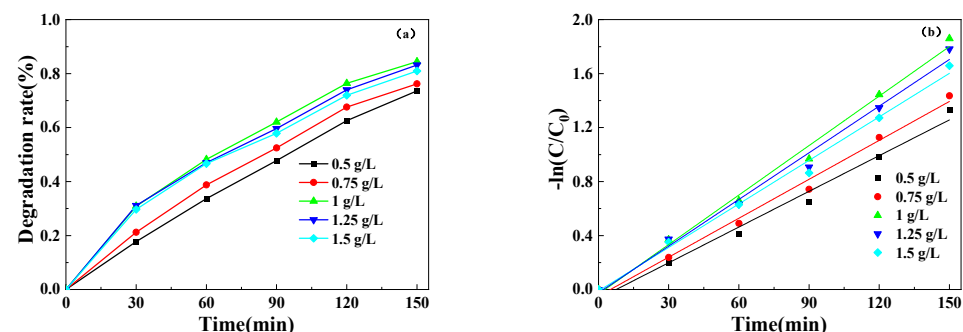 (a)
Degradation rate(%)
1.0
0.8
0.6
0.4
0.2
0.0
0.5 g/L
0.75 g/L
1 g/L
1.25 g/L
1.5 g/L
0 30 60 90 120 150
Time(min)
(b)
-ln(C/C0)
2.0
1.6
1.2
0.8
0.4
0.0
0.5 g/L
0.75 g/L
1 g/L
1.25 g/L
1.5 g/L
0 30 60 90 120 150
Time(min)